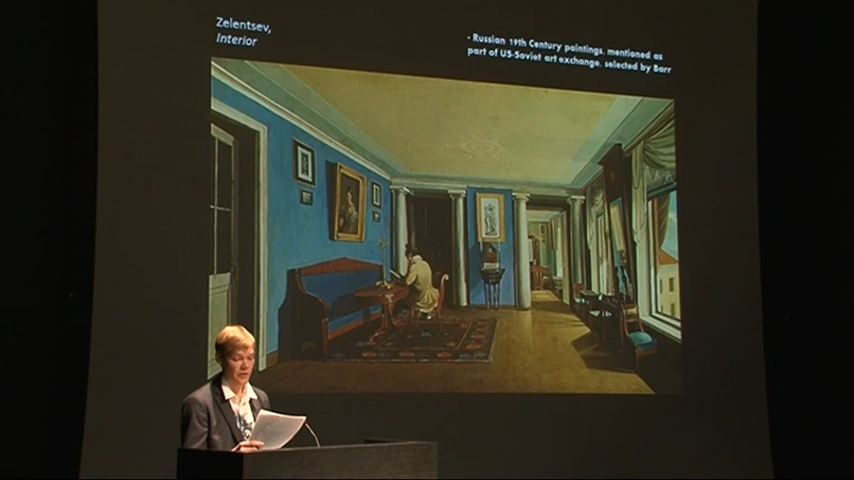 Zelentsev,
Interior
- Russian 19th Century paintings, mentioned as
part of US-Soviet art exchange, selected by Barr